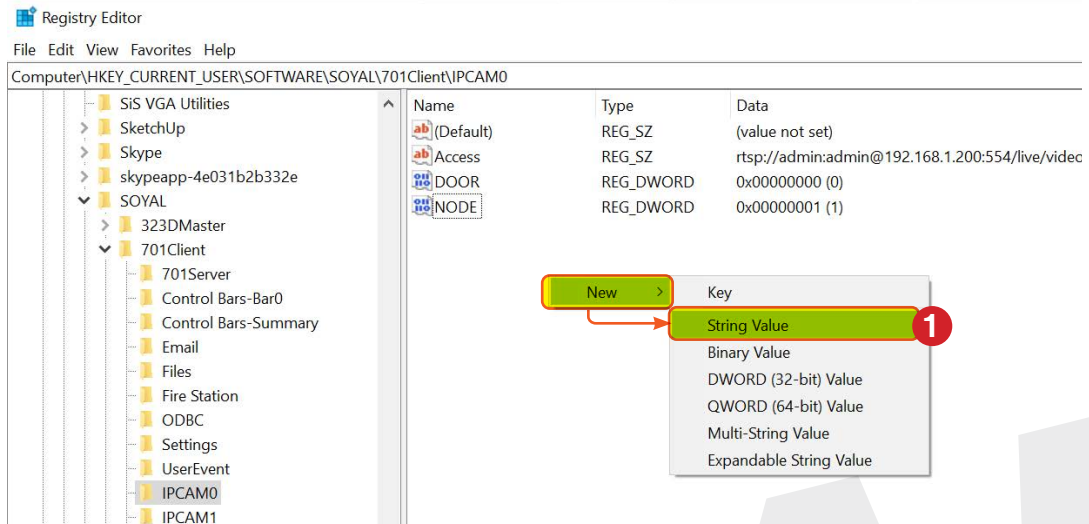 Registry Editor
File Edit View Favorites Help
Computer\HKEY_CURRENT_USER\SOFTWARE\SOYAL\701Client\IPCAM0
SiS VGA Utilities
SketchUp
Skype
skypeapp-4e031b2b332e
SOYAL
323DMaster
701Client
701Server
Control Bars-Bar0
Control Bars-Summary
Email
Files
Fire Station
ODBC
Settings
UserEvent
IPCAM0
IPCAM1
Name Type Data
(Default) REG_SZ (value not set)
Access REG_SZ rtsp://admin:admin@192.168.1.200:554/live/video
DOOR REG_DWORD 0x00000000 (0)
NODE REG_DWORD 0x00000001 (1)
New > Key
String Value 1
Binary Value
DWORD (32-bit) Value
QWORD (64-bit) Value
Multi-String Value
Expandable String Value